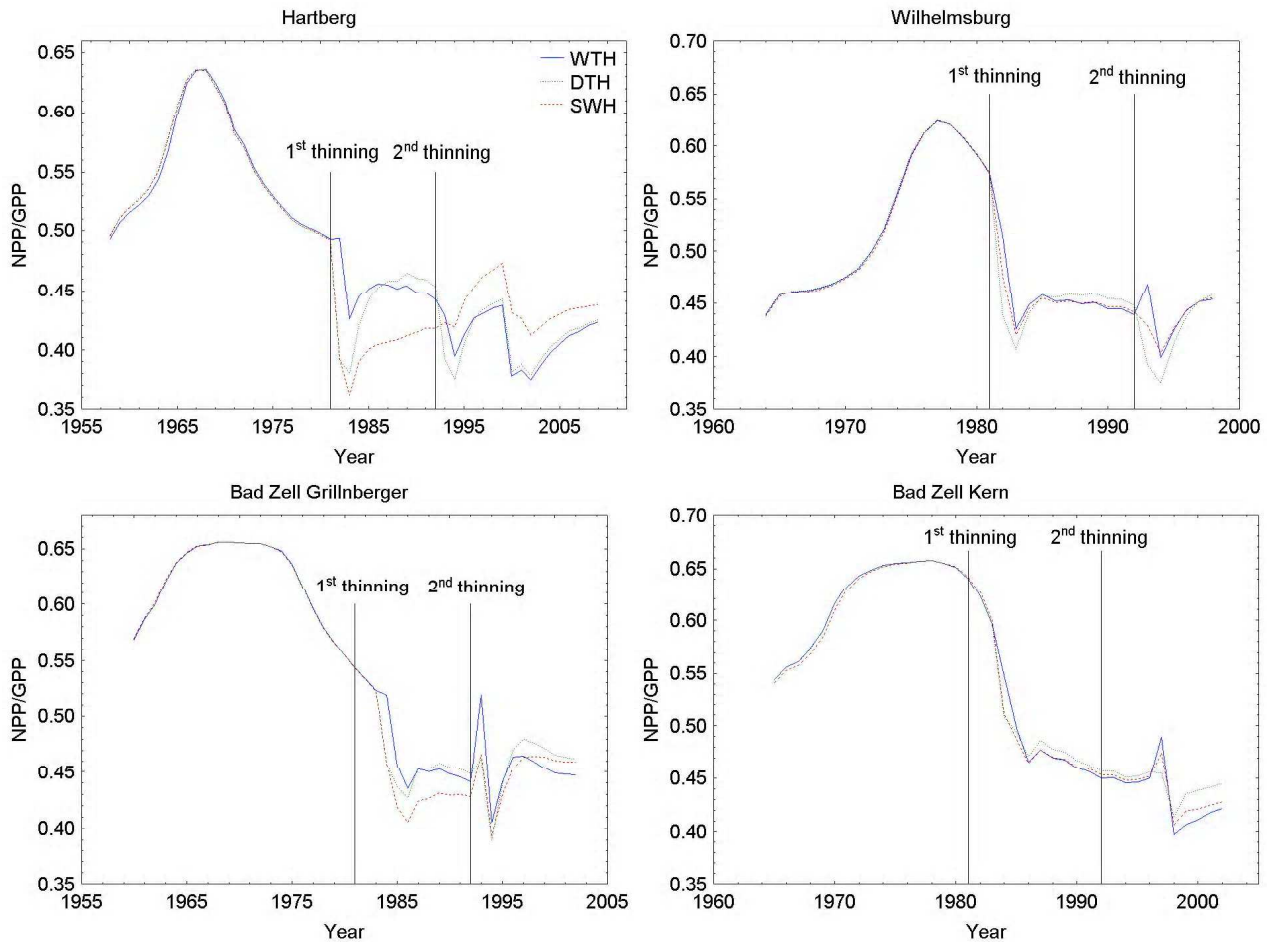 Hartberg
NPP/GPP
0.65
0.60
0.55
0.50
0.45
0.40
0.35
WTH
DTH
SWH
1st thinning
2nd thinning
1955
1965
1975
1985
1995
2005
Year
Wilhelmsburg
NPP/GPP
0.70
0.65
0.60
0.55
0.50
0.45
0.40
0.35
1st thinning
2nd thinning
1960
1970
1980
1990
2000
Year
Bad Zell Grillnberger
NPP/GPP
0.65
0.60
0.55
0.50
0.45
0.40
0.35
1st thinning
2nd thinning
1955
1965
1975
1985
1995
2005
Year
Bad Zell Kern
NPP/GPP
0.70
0.65
0.60
0.55
0.50
0.45
0.40
0.35
1st thinning
2nd thinning
1960
1970
1980
1990
2000
Year